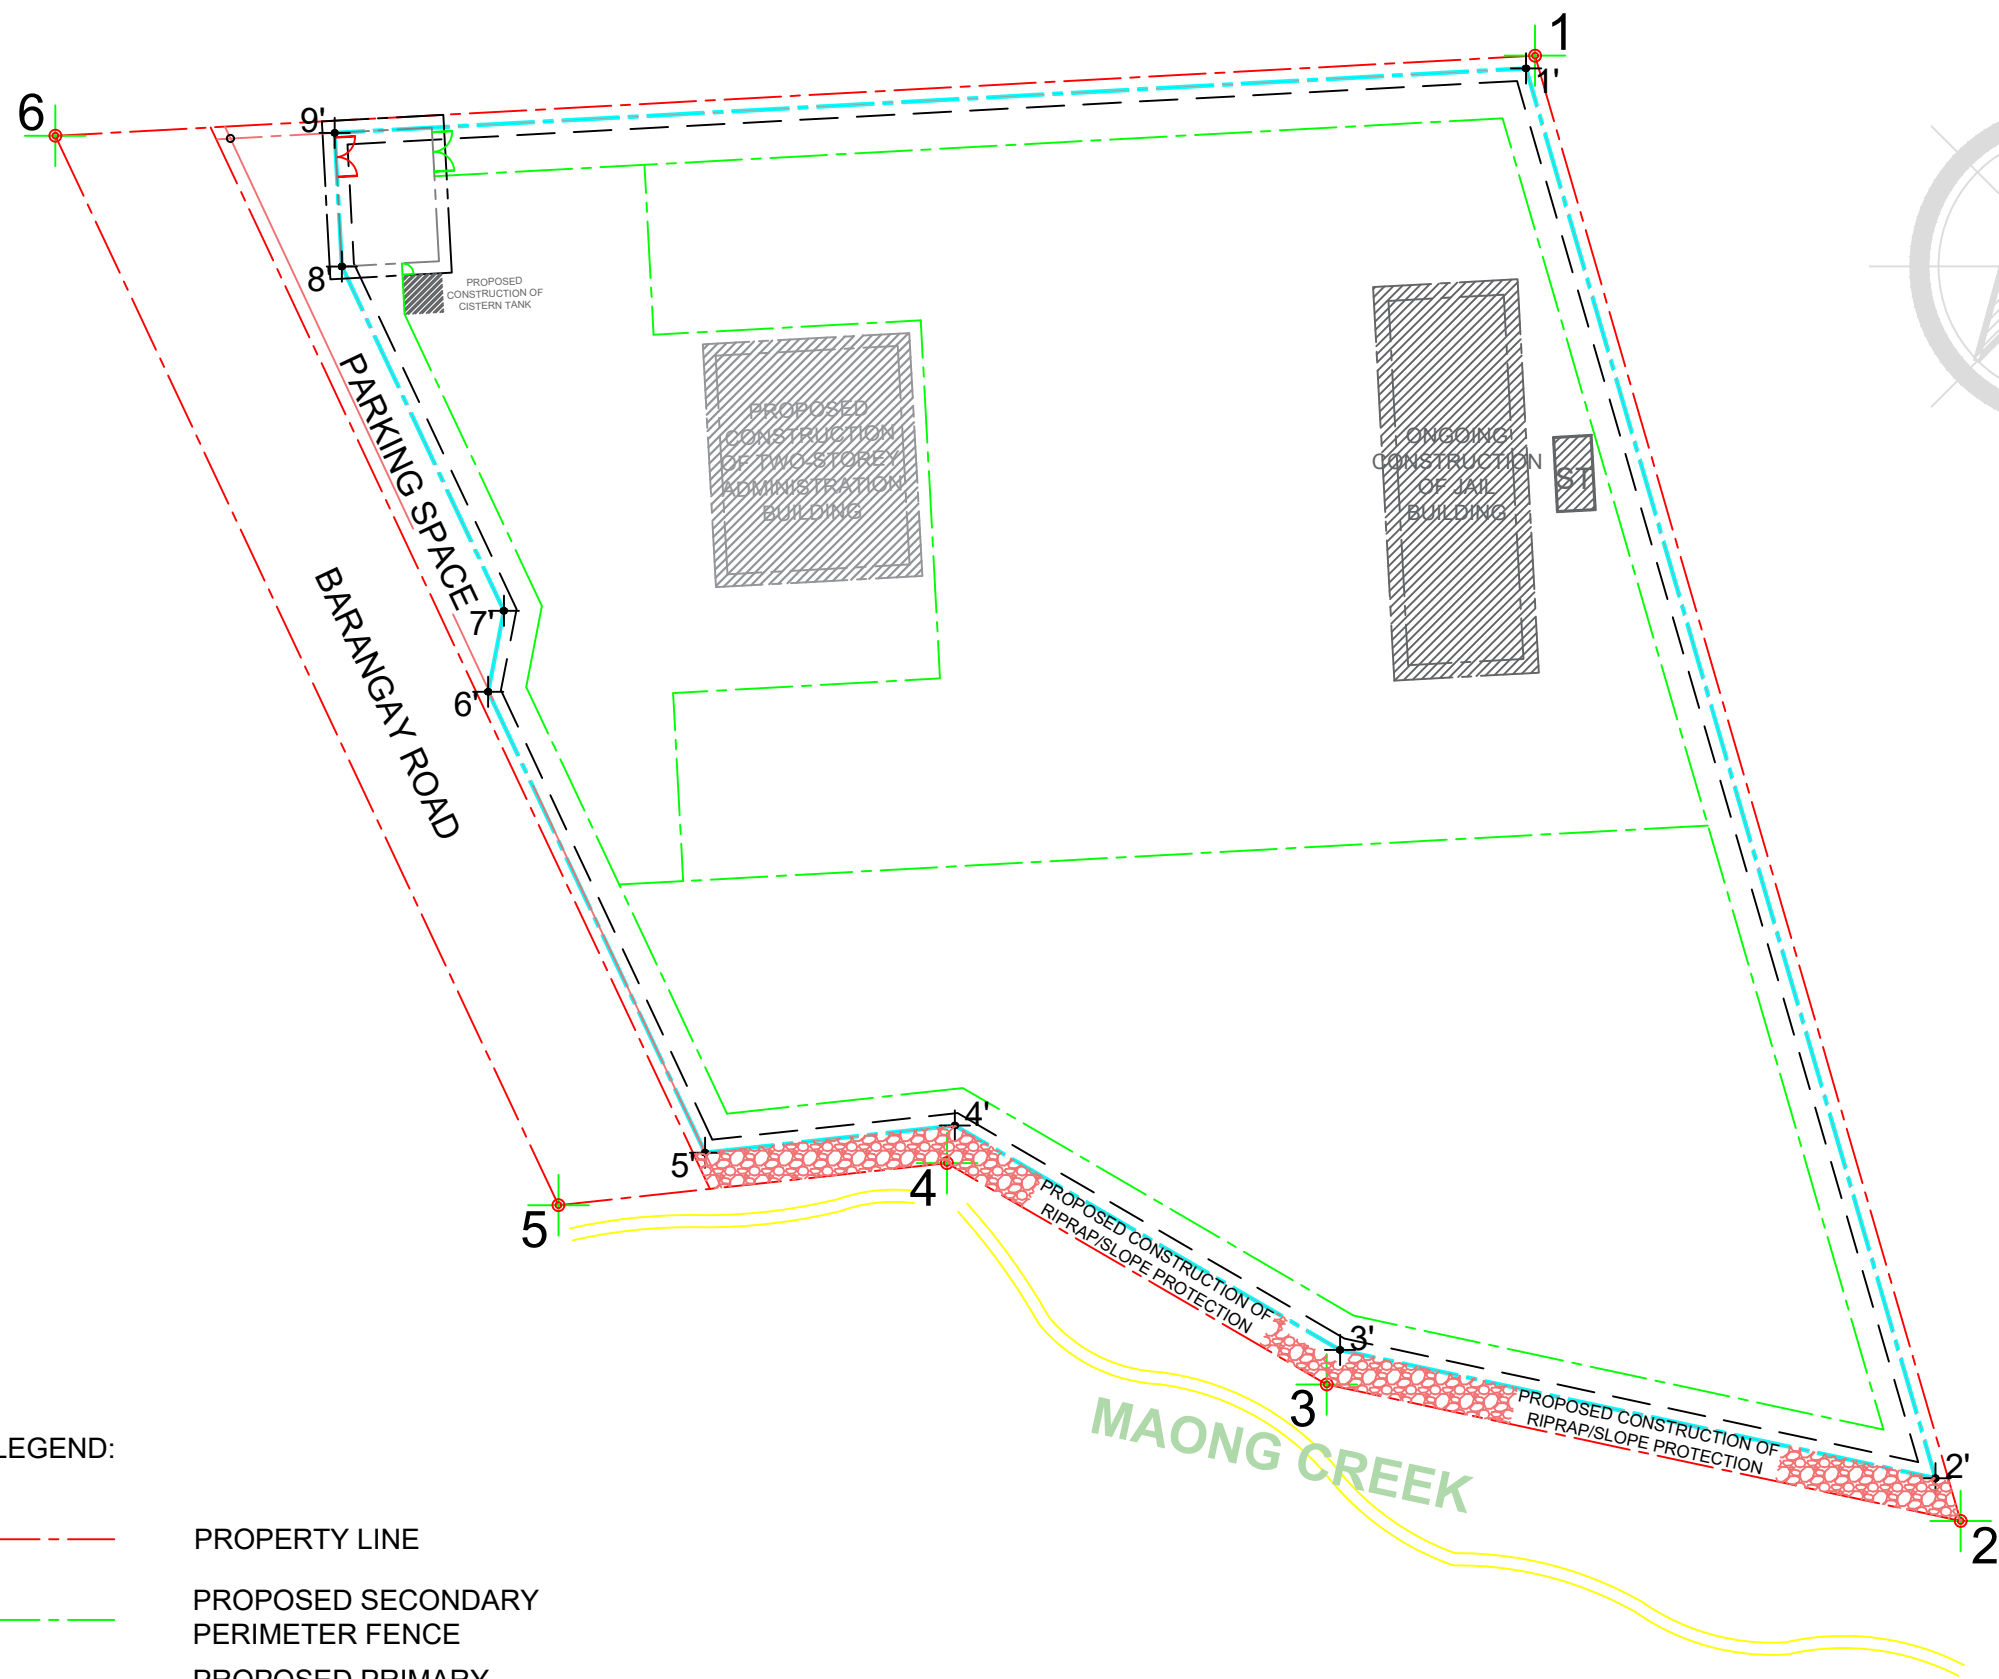 1
1'
6
9'
8'
PROPOSED
CONSTRUCTION OF
CISTERN TANK
PARKING SPACE
PROPOSED
CONSTRUCTION
OF TWO-STOREY
ADMINISTRATION
BUILDING
ONGOING
CONSTRUCTION
OF JAIL
BUILDING
ST
7'
6'
BARANGAY ROAD
4'
5'
4
5
PROPOSED CONSTRUCTION OF
RIPRAP/SLOPE PROTECTION
3'
3
PROPOSED CONSTRUCTION OF
RIPRAP/SLOPE PROTECTION
2'
2
MAONG CREEK
LEGEND:
PROPERTY LINE
PROPOSED SECONDARY
PERIMETER FENCE
PROPOSED PRIMARY